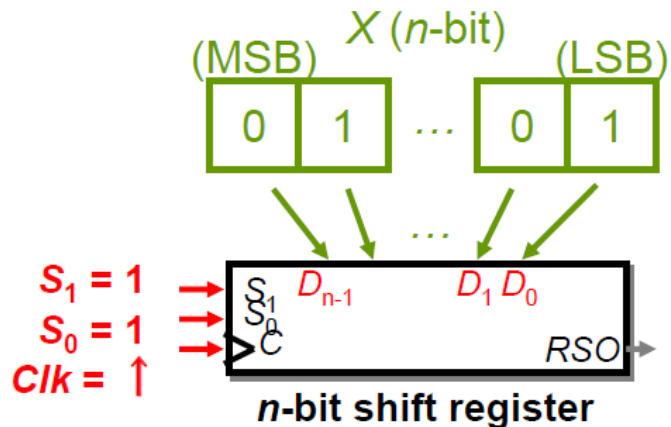 X (n-bit)
(MSB) (LSB)
0 1 ... 0 1
...
S₁ = 1
S₀ = 1
Clk = ↑
S₁ Dₙ₋₁ D₁ D₀
S₀
C
RSO
n-bit shift register